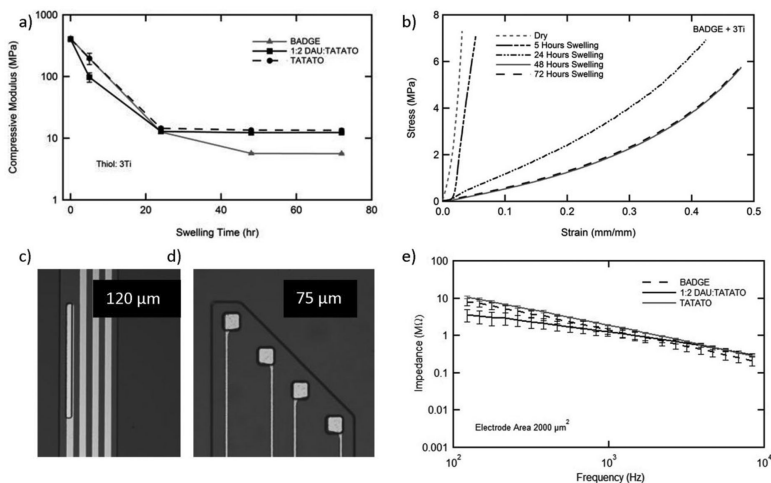 a)
1000
100
10
1
0
20
40
60
80
Compressive Modulus (MPa)
Swelling Time (hr)
BADGE
1:2 DAU:TATATO
TATATO
Thiol: 3Ti
b)
8
6
4
2
0
0.0
0.1
0.2
0.3
0.4
0.5
Stress (MPa)
Strain (mm/mm)
Dry
5 Hours Swelling
24 Hours Swelling
48 Hours Swelling
72 Hours Swelling
BADGE + 3Ti
c)
120 µm
d)
75 µm
e)
100
10
1
0.1
0.01
0.001
10²
10³
10⁴
Impedance (MΩ)
Frequency (Hz)
BADGE
1:2 DAU:TATATO
TATATO
Electrode Area 2000 µm²